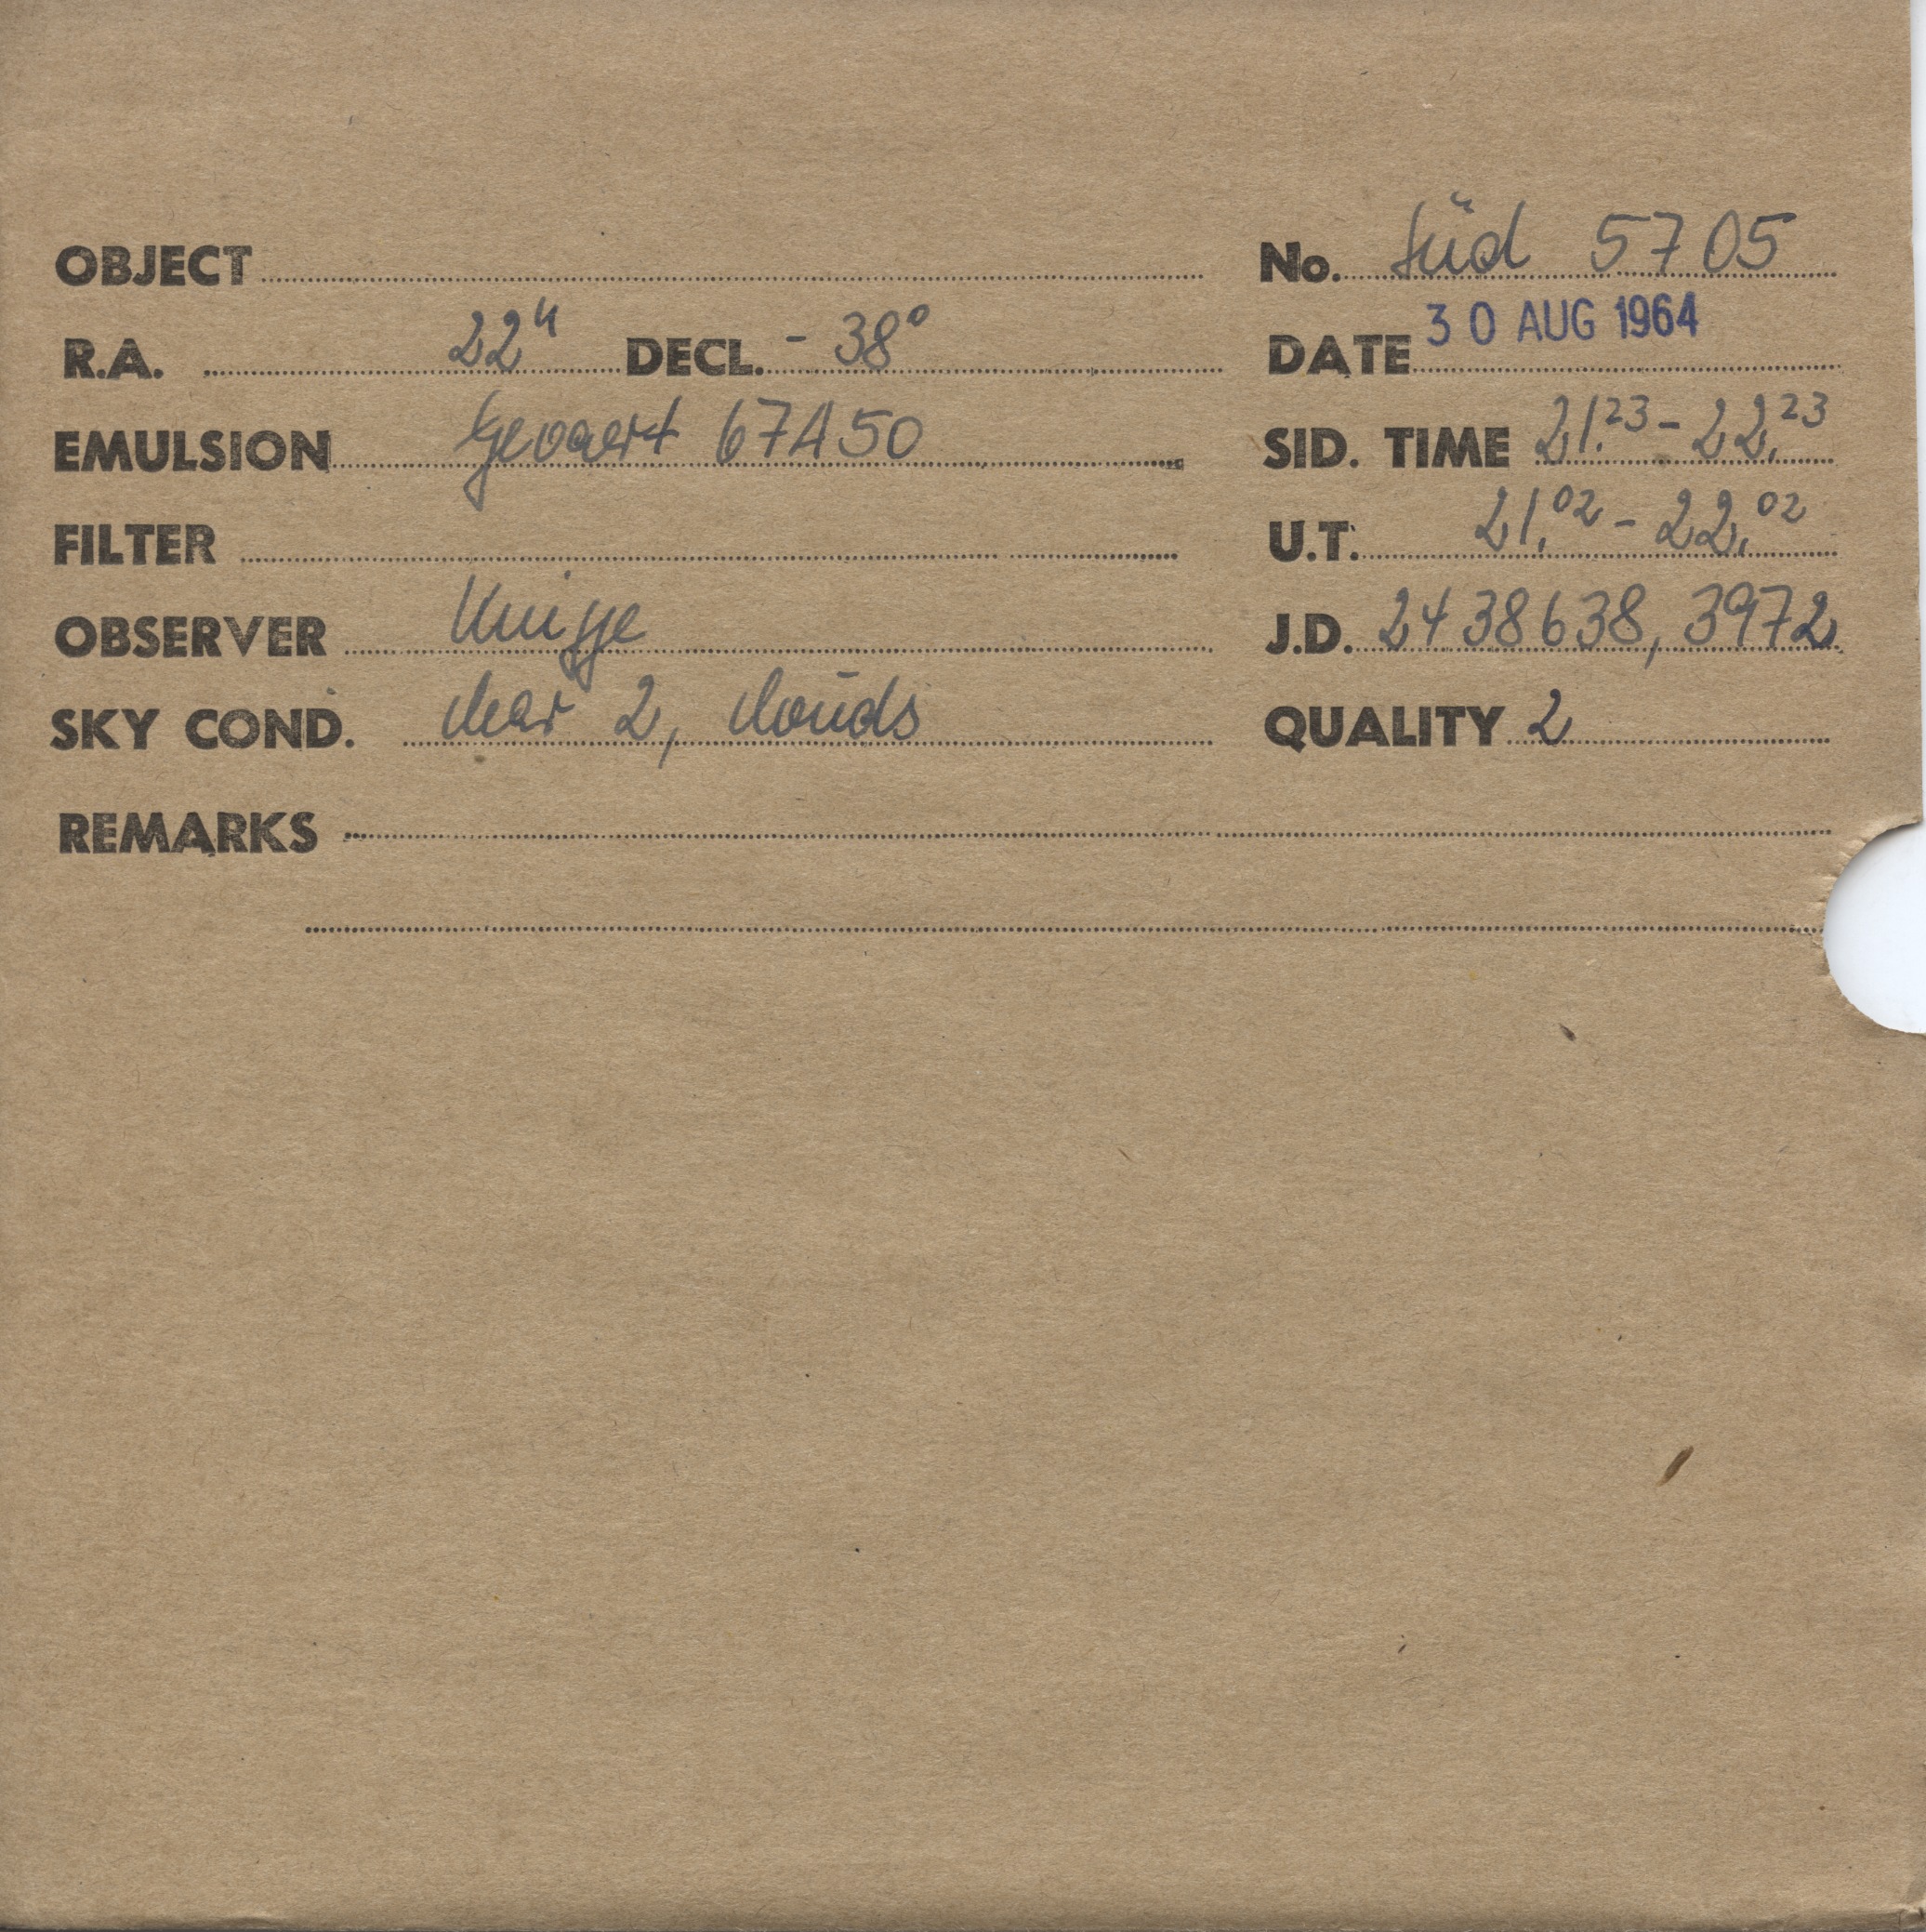 OBJECT No. Süd 5705
R.A. 22h DECL. - 38° DATE 30 AUG 1964
EMULSION Gevaert 67A50 SID. TIME 21.23 - 22.23
FILTER U.T. 21.02 - 22.02
OBSERVER Knigge J.D. 2438638,3972
SKY COND. clear 2, clouds QUALITY 2
REMARKS